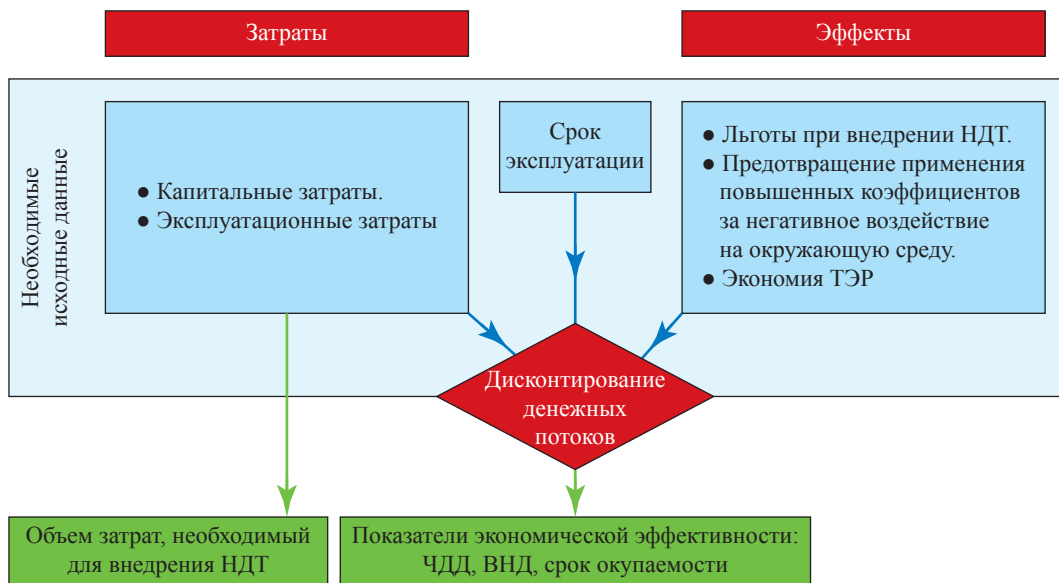 Затраты
Эффекты
Необходимые
исходные данные
● Капитальные затраты.
● Эксплуатационные затраты
Срок
эксплуатации
● Льготы при внедрении НДТ.
● Предотвращение применения
повышенных коэффициентов
за негативное воздействие
на окружающую среду.
● Экономия ТЭР
Дисконтирование
денежных
потоков
Объем затрат, необходимый
для внедрения НДТ
Показатели экономической эффективности:
ЧДД, ВНД, срок окупаемости